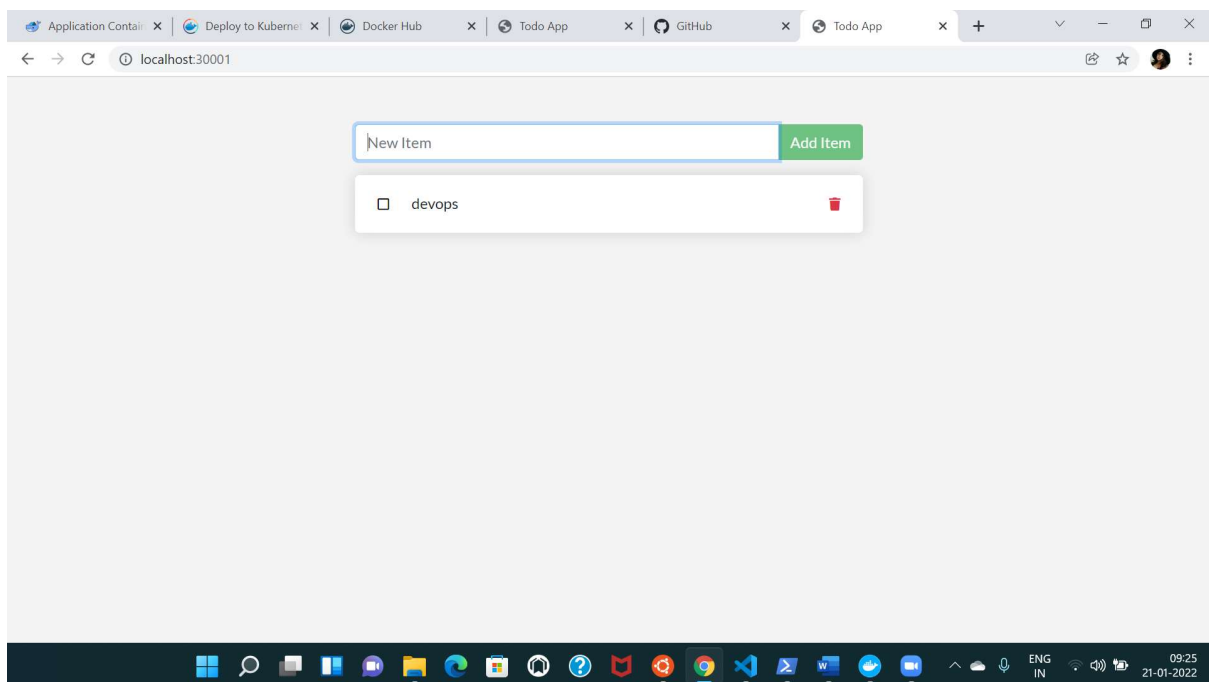 Application Contain
Deploy to Kubernet
Docker Hub
Todo App
GitHub
Todo App
localhost:30001
New Item
Add Item
devops
ENG
IN
09:25
21-01-2022